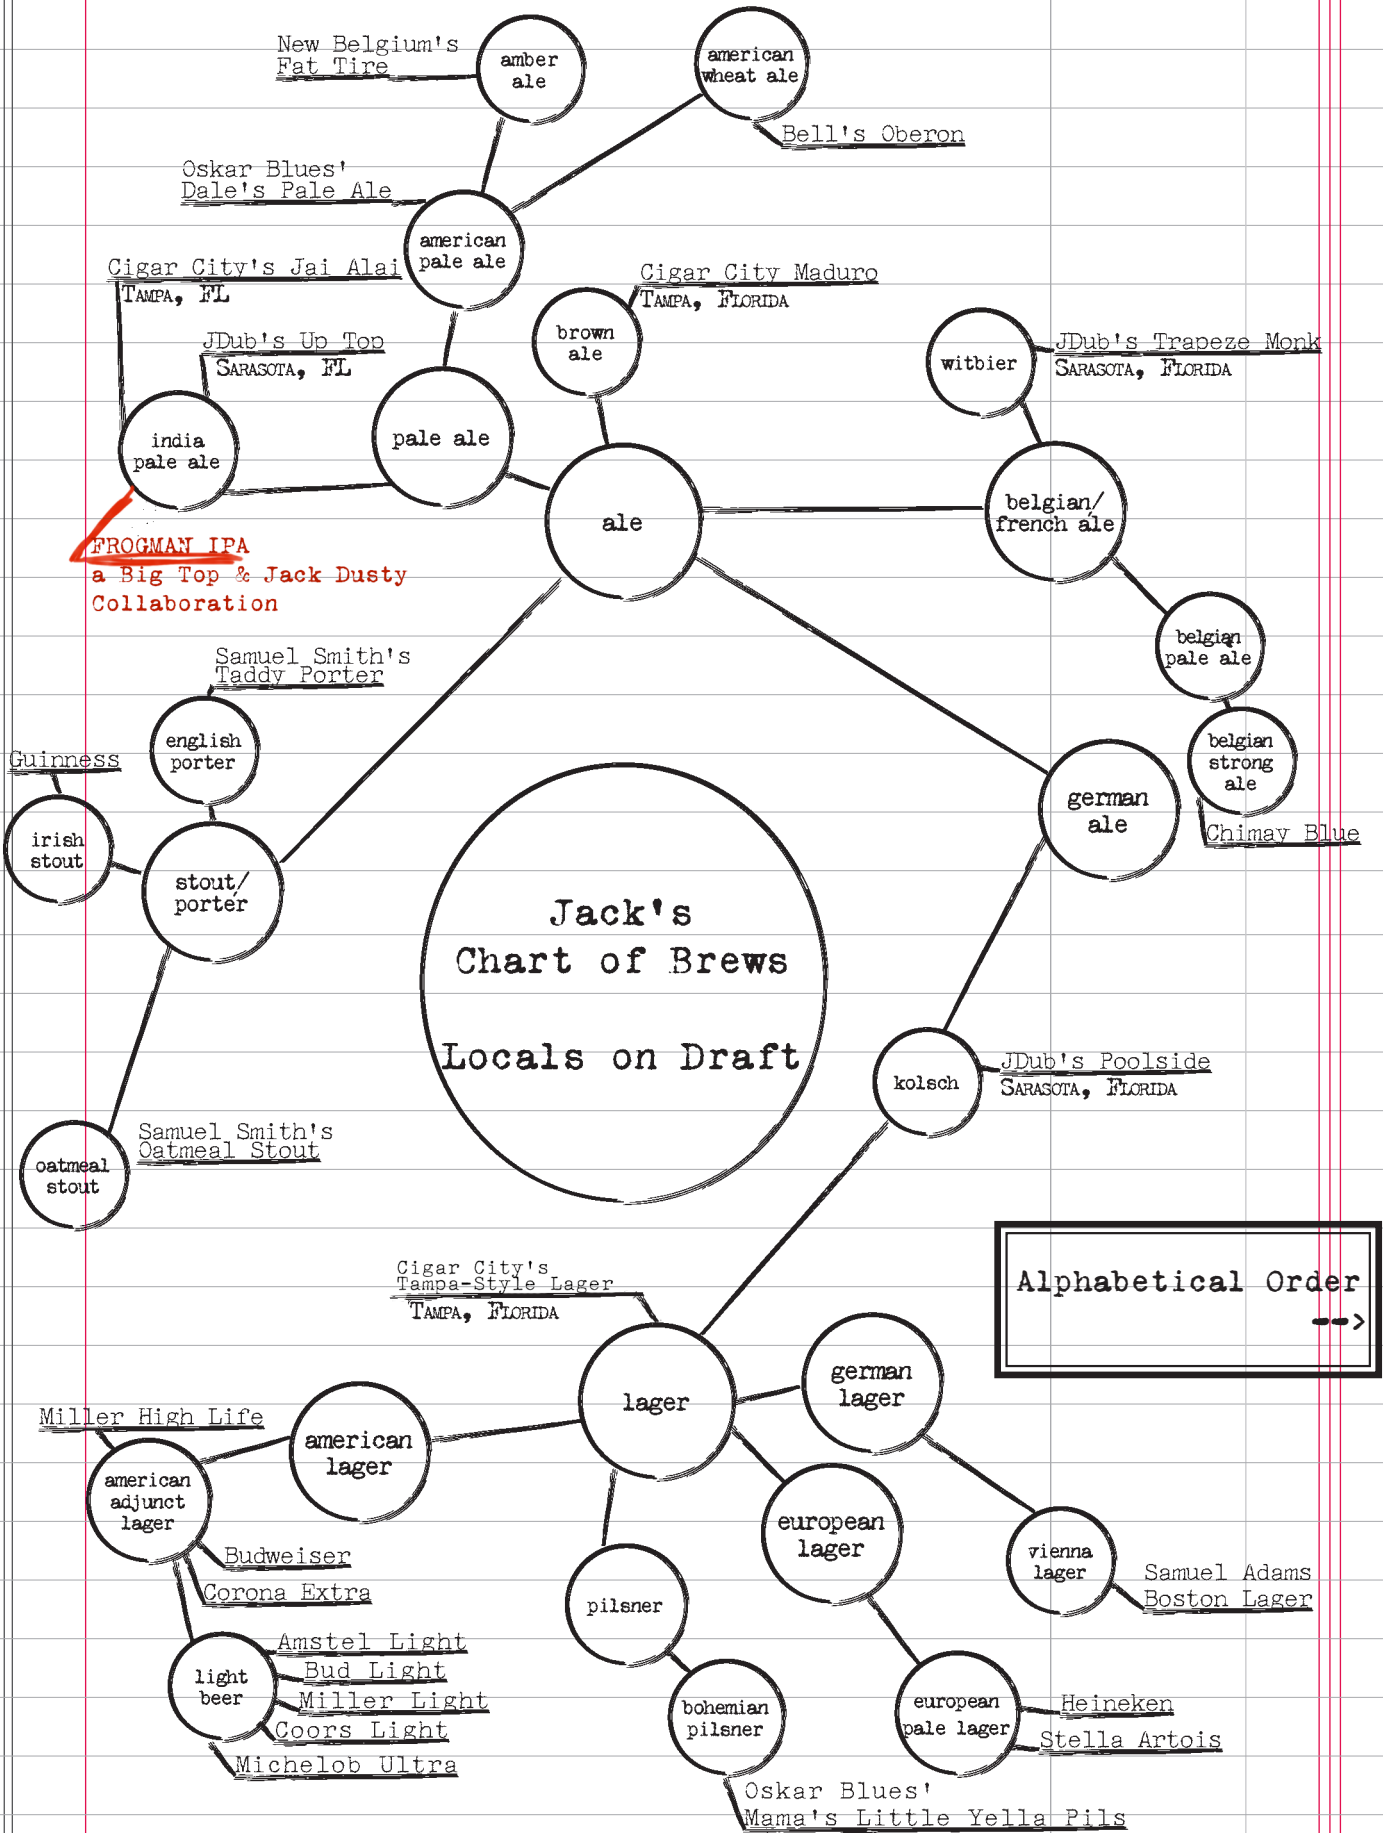 New Belgium's
Fat Tire
amber
ale
american
wheat ale
Bell's Oberon
Oskar Blues'
Dale's Pale Ale
american
pale ale
Cigar City's Jai Alai
Tampa, FL
Cigar City Maduro
Tampa, Florida
brown
ale
JDub's Up Top
Sarasota, FL
witbier
JDub's Trapeze Monk
Sarasota, Florida
india
pale ale
pale ale
ale
belgian/
french ale
FROGMAN IPA
a Big Top & Jack Dusty
Collaboration
belgian
pale ale
Samuel Smith's
Taddy Porter
english
porter
Guinness
irish
stout
stout/
porter
belgian
strong
ale
Chimay Blue
german
ale
Jack's
Chart of Brews
Locals on Draft
kolsch
JDub's Poolside
Sarasota, Florida
Samuel Smith's
Oatmeal Stout
oatmeal
stout
Cigar City's
Tampa-Style Lager
Tampa, Florida
Alphabetical Order
-->
lager
german
lager
Miller High Life
american
lager
american
adjunct
lager
european
lager
vienna
lager
Samuel Adams
Boston Lager
Budweiser
Corona Extra
pilsner
Amstel Light
Bud Light
Miller Light
Coors Light
Michelob Ultra
light
beer
bohemian
pilsner
european
pale lager
Heineken
Stella Artois
Oskar Blues'
Mama's Little Yella Pils